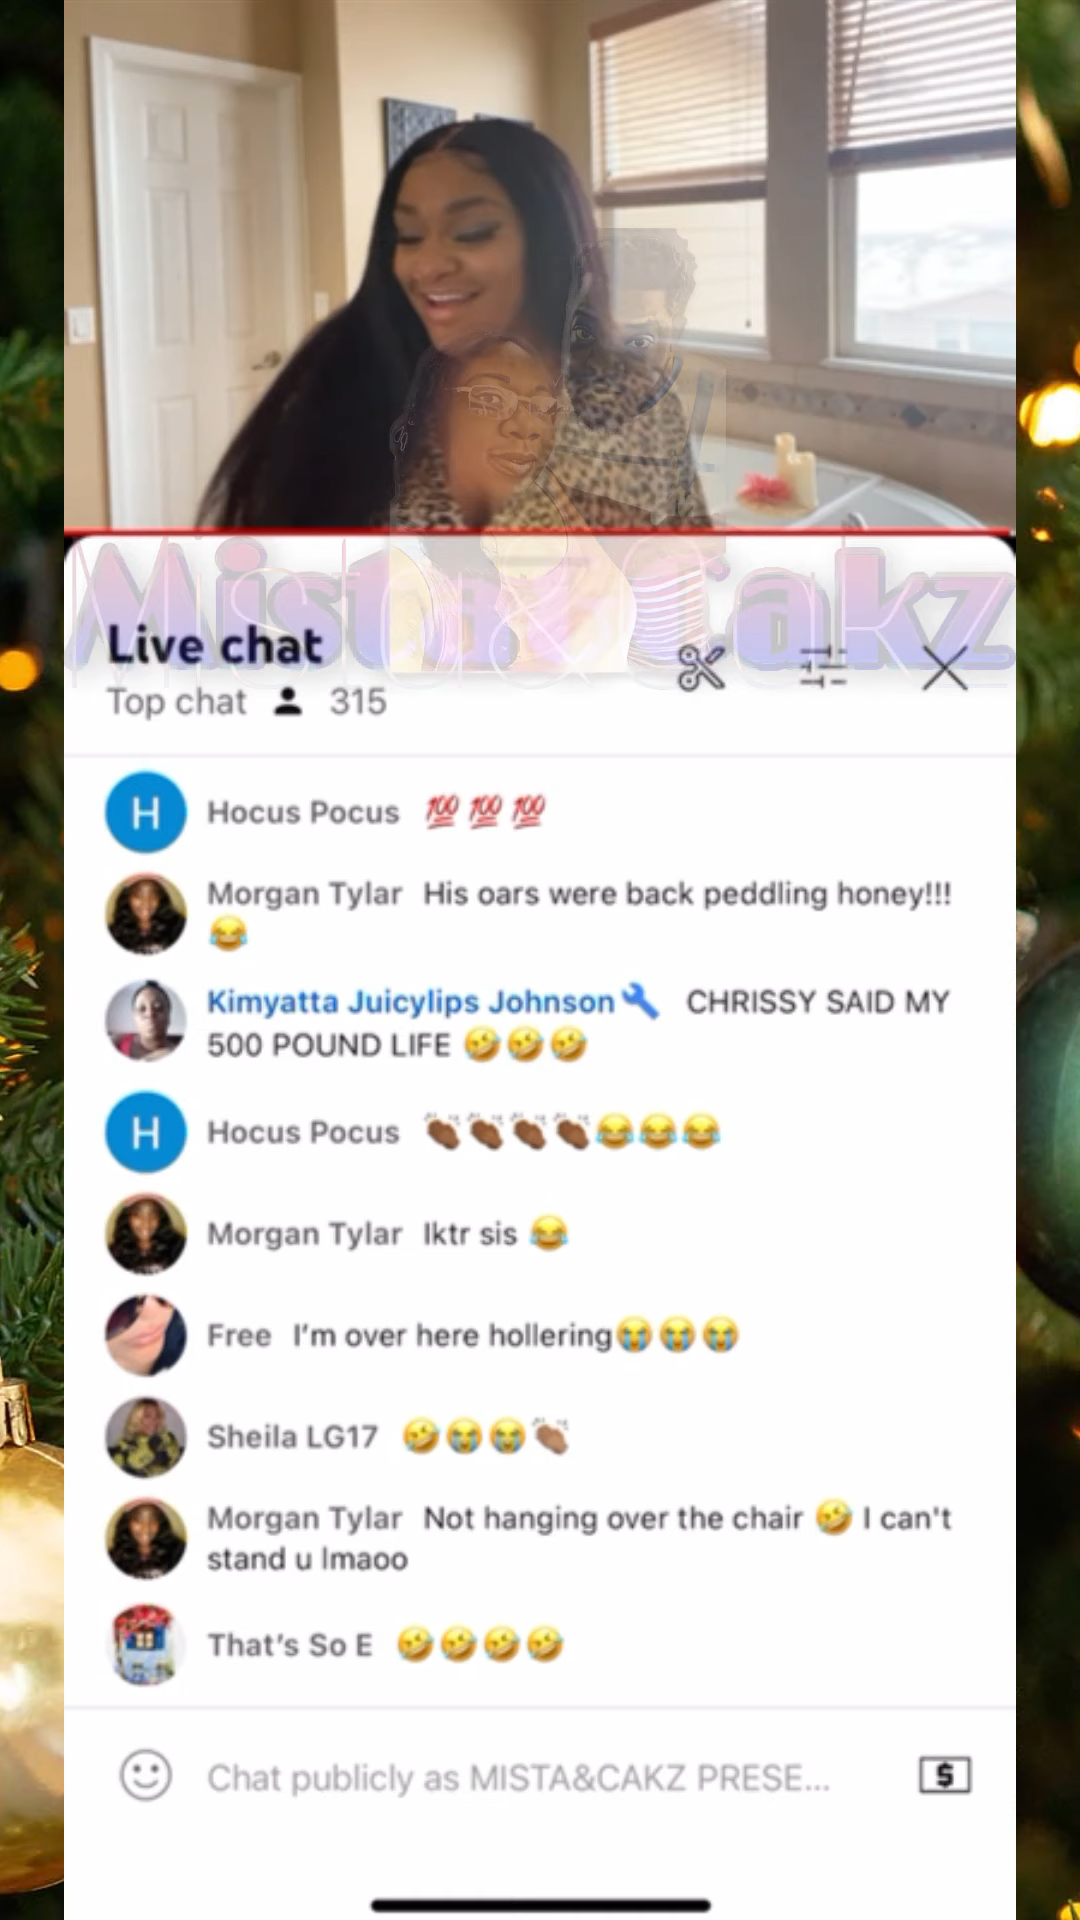 Mista&Cakz
Live chat
Top chat 315
H Hocus Pocus 💯 💯 💯
Morgan Tylar His oars were back peddling honey!!!
😂
Kimyatta Juicylips Johnson🔧 CHRISSY SAID MY
500 POUND LIFE 🤣🤣🤣
H Hocus Pocus 👏🏾👏🏾👏🏾👏🏾😂😂😂
Morgan Tylar Iktr sis 😂
Free I'm over here hollering😭😭😭
Sheila LG17 🤣😭😭👏🏽
Morgan Tylar Not hanging over the chair 🤣 I can't
stand u lmaoo
That's So E 🤣🤣🤣🤣
Chat publicly as MISTA&CAKZ PRESE... $